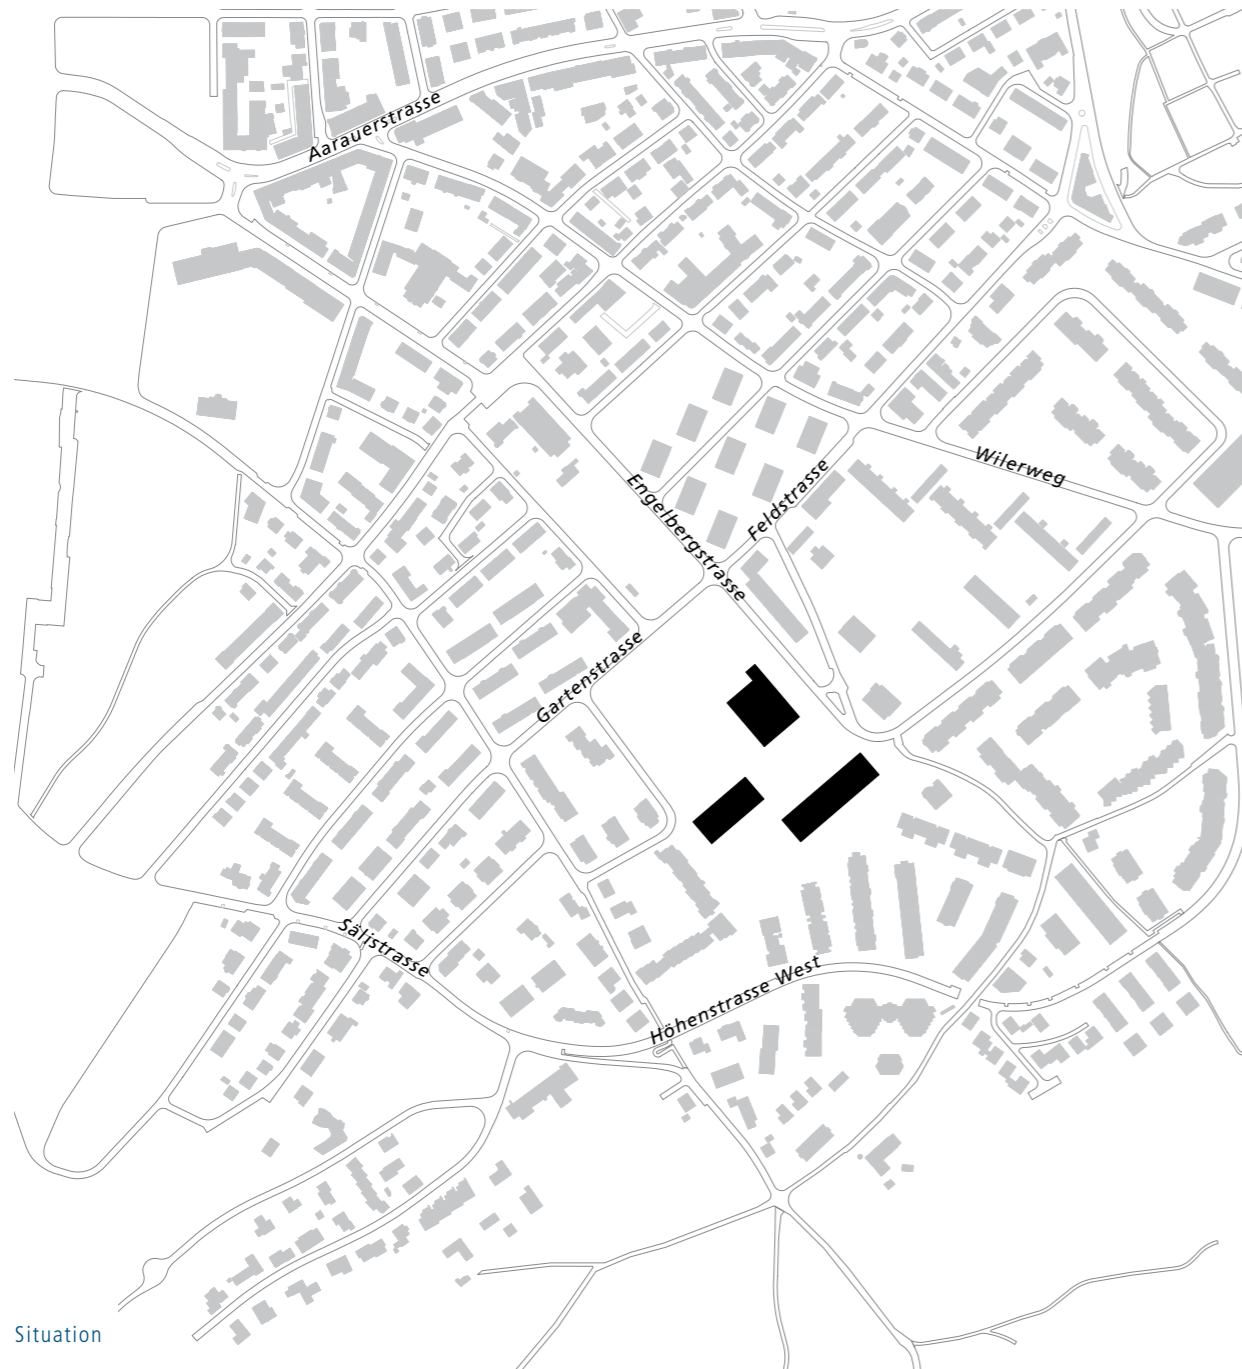 Aarauerstrasse
Wilerweg
Feldstrasse
Engelbergstrasse
Gartenstrasse
Sälistrasse
Höhenstrasse West
Situation